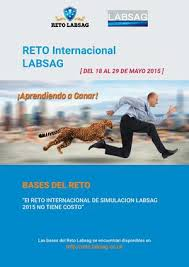 RETO LABSAG
LABSAG
RETO Internacional
LABSAG
[ DEL 18 AL 29 DE MAYO 2015 ]
¡Aprendiendo a Ganar!
BASES DEL RETO
"El RETO INTERNACIONAL DE SIMULACION LABSAG
2015 NO TIENE COSTO"
Las bases del Reto Labsag se encuentran disponibles en
http://reto.labsag.co.uk